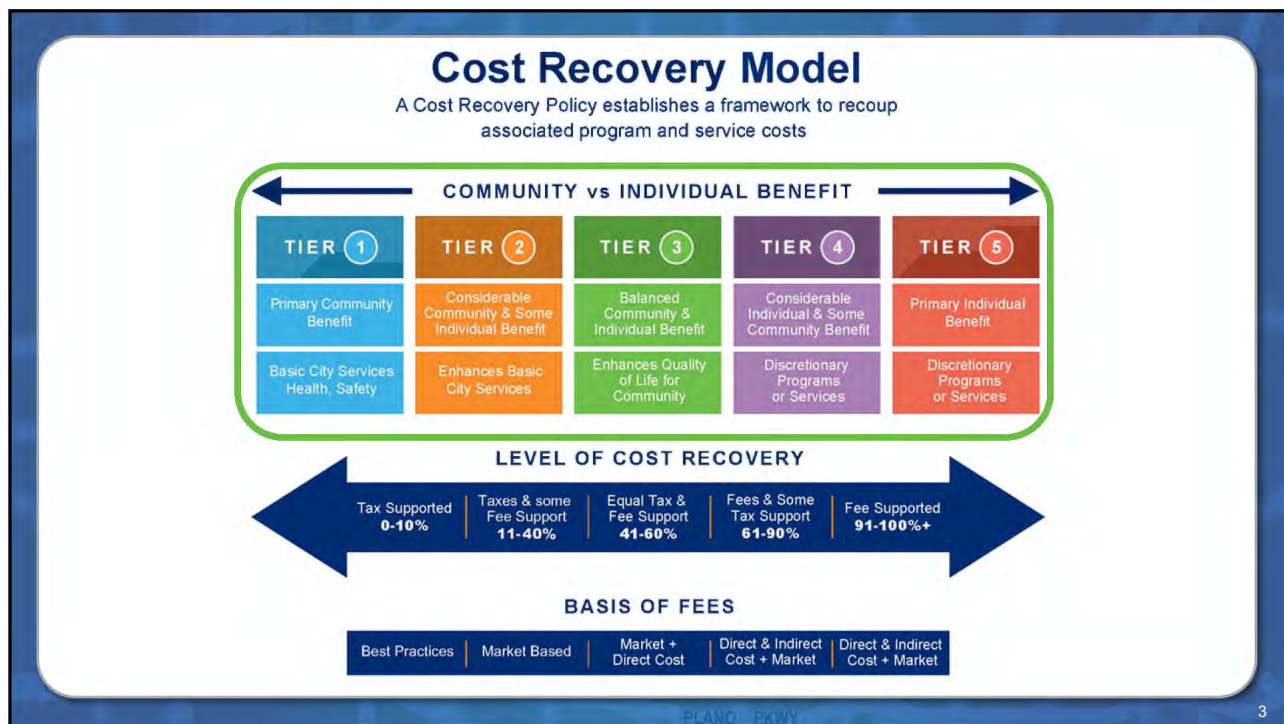 Cost Recovery Model
A Cost Recovery Policy establishes a framework to recoup
associated program and service costs
COMMUNITY vs INDIVIDUAL BENEFIT
TIER 1
TIER 2
TIER 3
TIER 4
TIER 5
Primary Community
Benefit
Considerable
Community & Some
Individual Benefit
Balanced
Community &
Individual Benefit
Considerable
Individual & Some
Community Benefit
Primary Individual
Benefit
Basic City Services
Health, Safety
Enhances Basic
City Services
Enhances Quality
of Life for
Community
Discretionary
Programs
or Services
Discretionary
Programs
or Services
LEVEL OF COST RECOVERY
Tax Supported
0-10%
Taxes & some
Fee Support
11-40%
Equal Tax &
Fee Support
41-60%
Fees & Some
Tax Support
61-90%
Fee Supported
91-100%+
BASIS OF FEES
Best Practices
Market Based
Market +
Direct Cost
Direct & Indirect
Cost + Market
Direct & Indirect
Cost + Market
PLANO PKWY
3